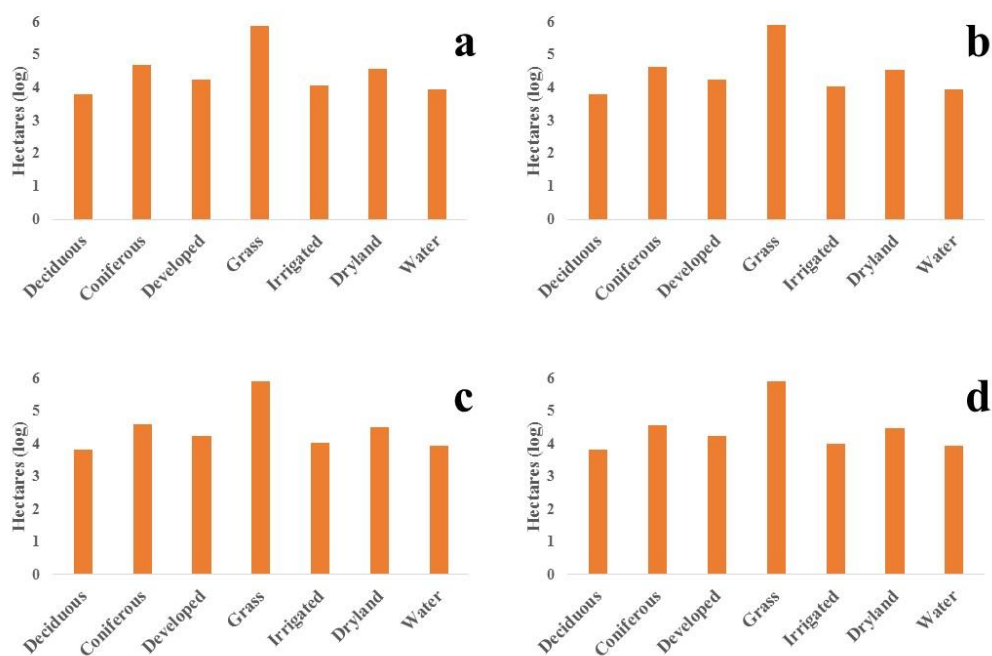 a
Hectares (log)
6
5
4
3
2
1
0
Deciduous
Coniferous
Developed
Grass
Irrigated
Dryland
Water
b
Hectares (log)
6
5
4
3
2
1
0
Deciduous
Coniferous
Developed
Grass
Irrigated
Dryland
Water
c
Hectares (log)
6
5
4
3
2
1
0
Deciduous
Coniferous
Developed
Grass
Irrigated
Dryland
Water
d
Hectares (log)
6
5
4
3
2
1
0
Deciduous
Coniferous
Developed
Grass
Irrigated
Dryland
Water